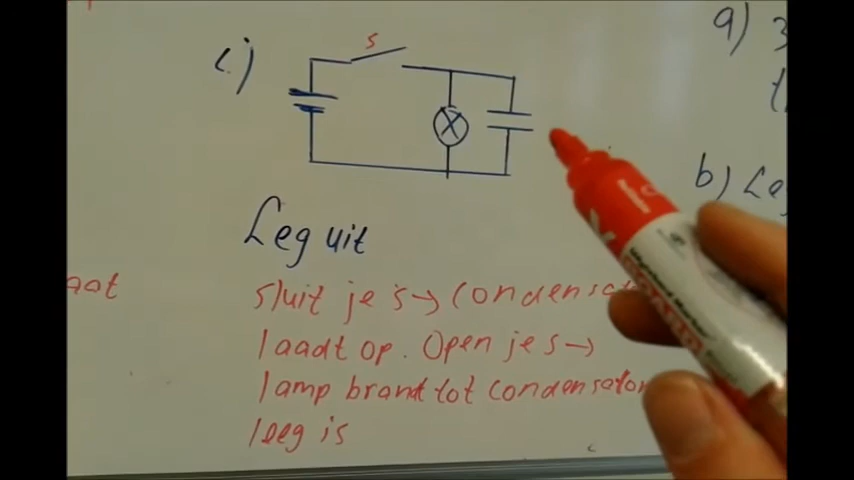 c)
S
Leg uit
sluit je s → Condensa
laadt op. Open je s →
lamp brandt tot condensator
leeg is
aat
a) 3
b) Le